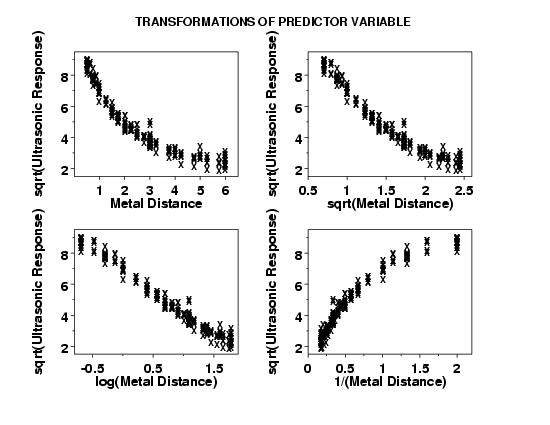 TRANSFORMATIONS OF PREDICTOR VARIABLE
sqrt(Ultrasonic Response)
8
6
4
2
1 2 3 4 5 6
Metal Distance
sqrt(Ultrasonic Response)
8
6
4
2
0.5 1 1.5 2 2.5
sqrt(Metal Distance)
sqrt(Ultrasonic Response)
8
6
4
2
-0.5 0.5 1.5
log(Metal Distance)
sqrt(Ultrasonic Response)
8
6
4
2
0 0.5 1 1.5 2
1/(Metal Distance)